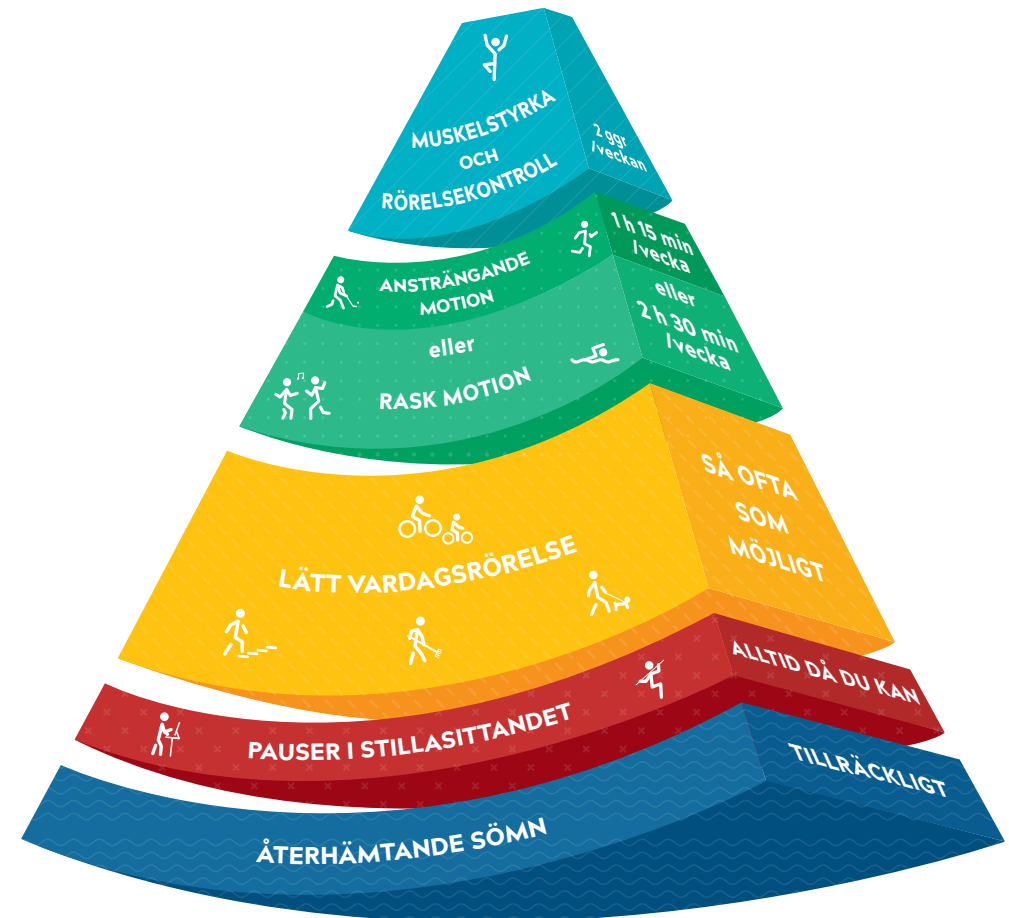 MUSKELSTYRKA
OCH
RÖRELSEKONTROLL
2 ggr
/veckan
ANSTRÄNGANDE
MOTION
1 h 15 min
/vecka
eller
RASK MOTION
eller
2 h 30 min
/vecka
LÄTT VARDAGSRÖRELSE
SÅ OFTA
SOM
MÖJLIGT
PAUSER I STILLASITTANDET
ALLTID DÅ DU KAN
ÅTERHÄMTANDE SÖMN
TILLRÄCKLIGT